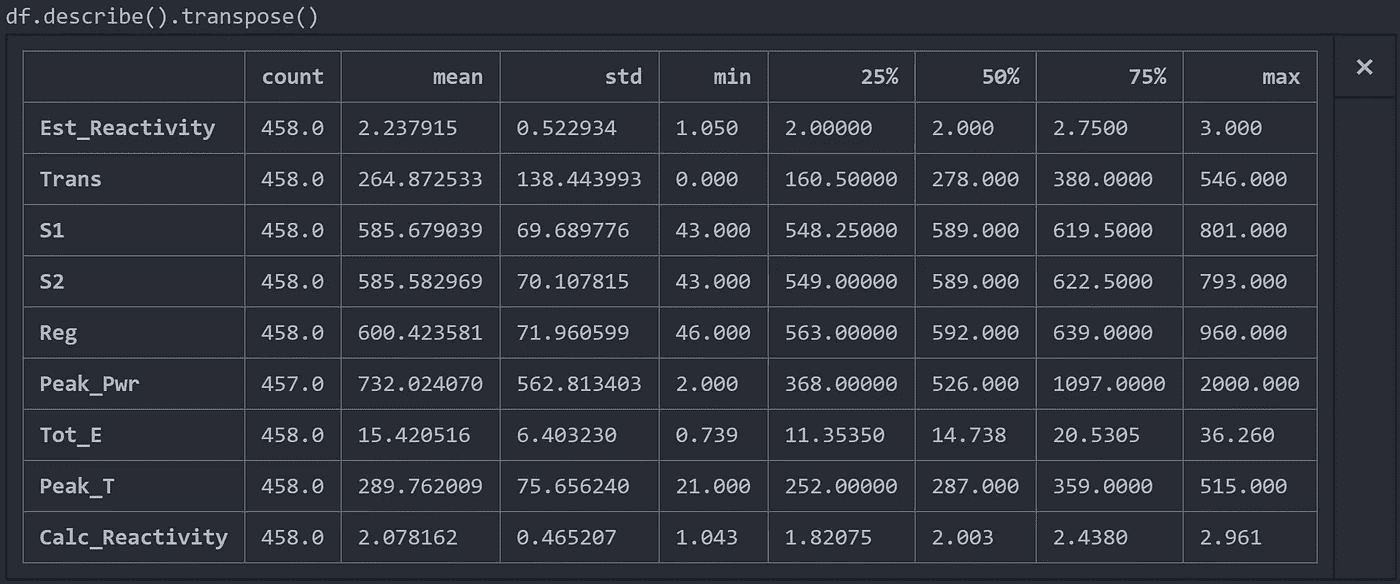 df.describe().transpose()
count mean std min 25% 50% 75% max
Est_Reactivity 458.0 2.237915 0.522934 1.050 2.00000 2.000 2.7500 3.000
Trans 458.0 264.872533 138.443993 0.000 160.50000 278.000 380.0000 546.000
S1 458.0 585.679039 69.689776 43.000 548.25000 589.000 619.5000 801.000
S2 458.0 585.582969 70.107815 43.000 549.00000 589.000 622.5000 793.000
Reg 458.0 600.423581 71.960599 46.000 563.00000 592.000 639.0000 960.000
Peak_Pwr 457.0 732.024070 562.813403 2.000 368.00000 526.000 1097.0000 2000.000
Tot_E 458.0 15.420516 6.403230 0.739 11.35350 14.738 20.5305 36.260
Peak_T 458.0 289.762009 75.656240 21.000 252.00000 287.000 359.0000 515.000
Calc_Reactivity 458.0 2.078162 0.465207 1.043 1.82075 2.003 2.4380 2.961